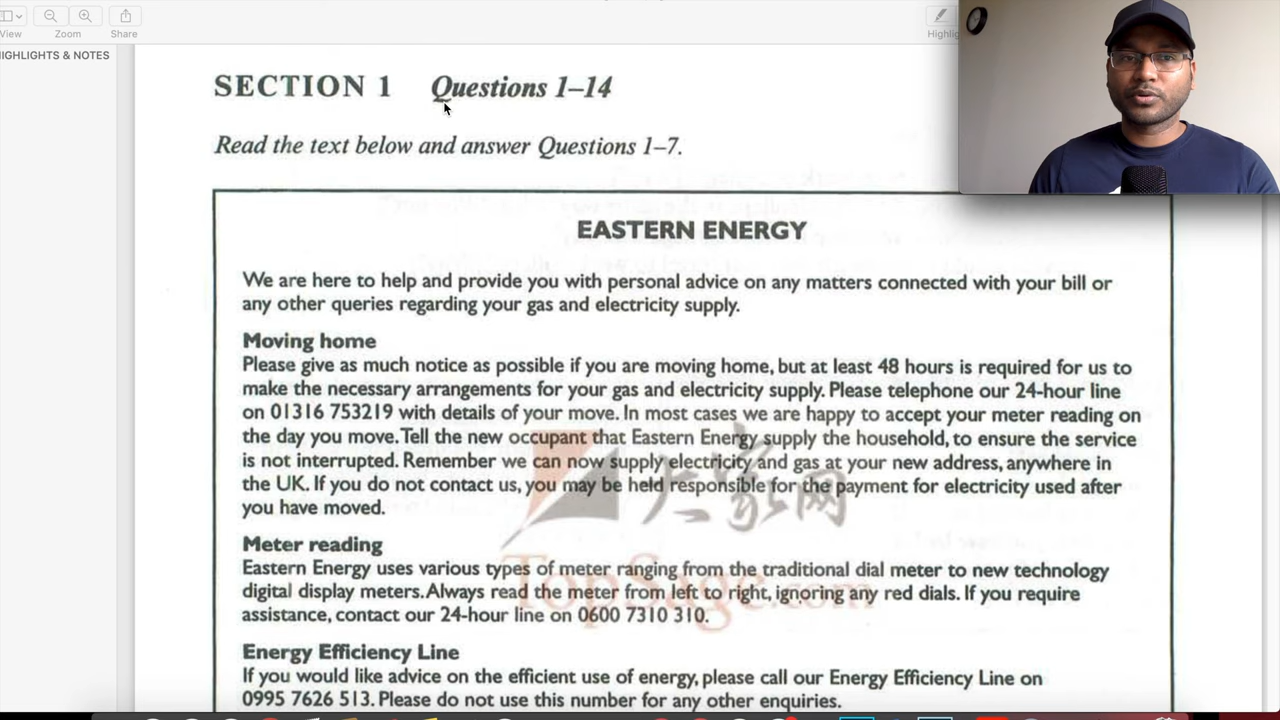 View
Zoom
Share
HIGHLIGHTS & NOTES
Highlig
SECTION 1 Questions 1–14
Read the text below and answer Questions 1–7.
EASTERN ENERGY
We are here to help and provide you with personal advice on any matters connected with your bill or
any other queries regarding your gas and electricity supply.
Moving home
Please give as much notice as possible if you are moving home, but at least 48 hours is required for us to
make the necessary arrangements for your gas and electricity supply. Please telephone our 24-hour line
on 01316 753219 with details of your move. In most cases we are happy to accept your meter reading on
the day you move. Tell the new occupant that Eastern Energy supply the household, to ensure the service
is not interrupted. Remember we can now supply electricity and gas at your new address, anywhere in
the UK. If you do not contact us, you may be held responsible for the payment for electricity used after
you have moved.
大家网
Meter reading
Eastern Energy uses various types of meter ranging from the traditional dial meter to new technology
digital display meters. Always read the meter from left to right, ignoring any red dials. If you require
TopSage.com
assistance, contact our 24-hour line on 0600 7310 310.
Energy Efficiency Line
If you would like advice on the efficient use of energy, please call our Energy Efficiency Line on
0995 7626 513. Please do not use this number for any other enquiries.